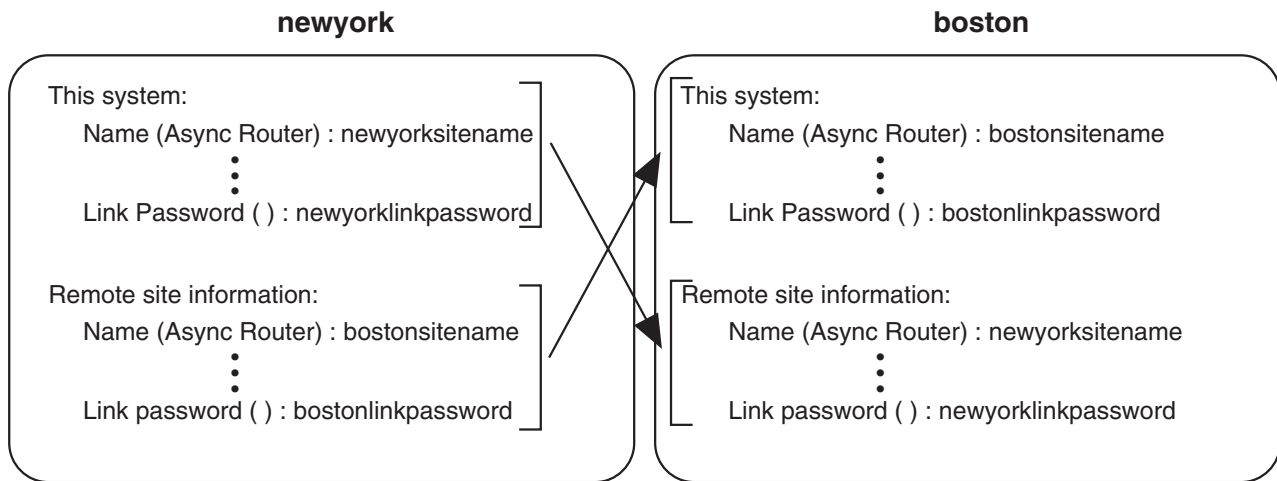 newyork
This system:
Name (Async Router) : newyorksitename
Link Password ( ) : newyorklinkpassword
Remote site information:
Name (Async Router) : bostonsitename
Link password ( ) : bostonlinkpassword
boston
This system:
Name (Async Router) : bostonsitename
Link Password ( ) : bostonlinkpassword
Remote site information:
Name (Async Router) : newyorksitename
Link password ( ) : newyorklinkpassword